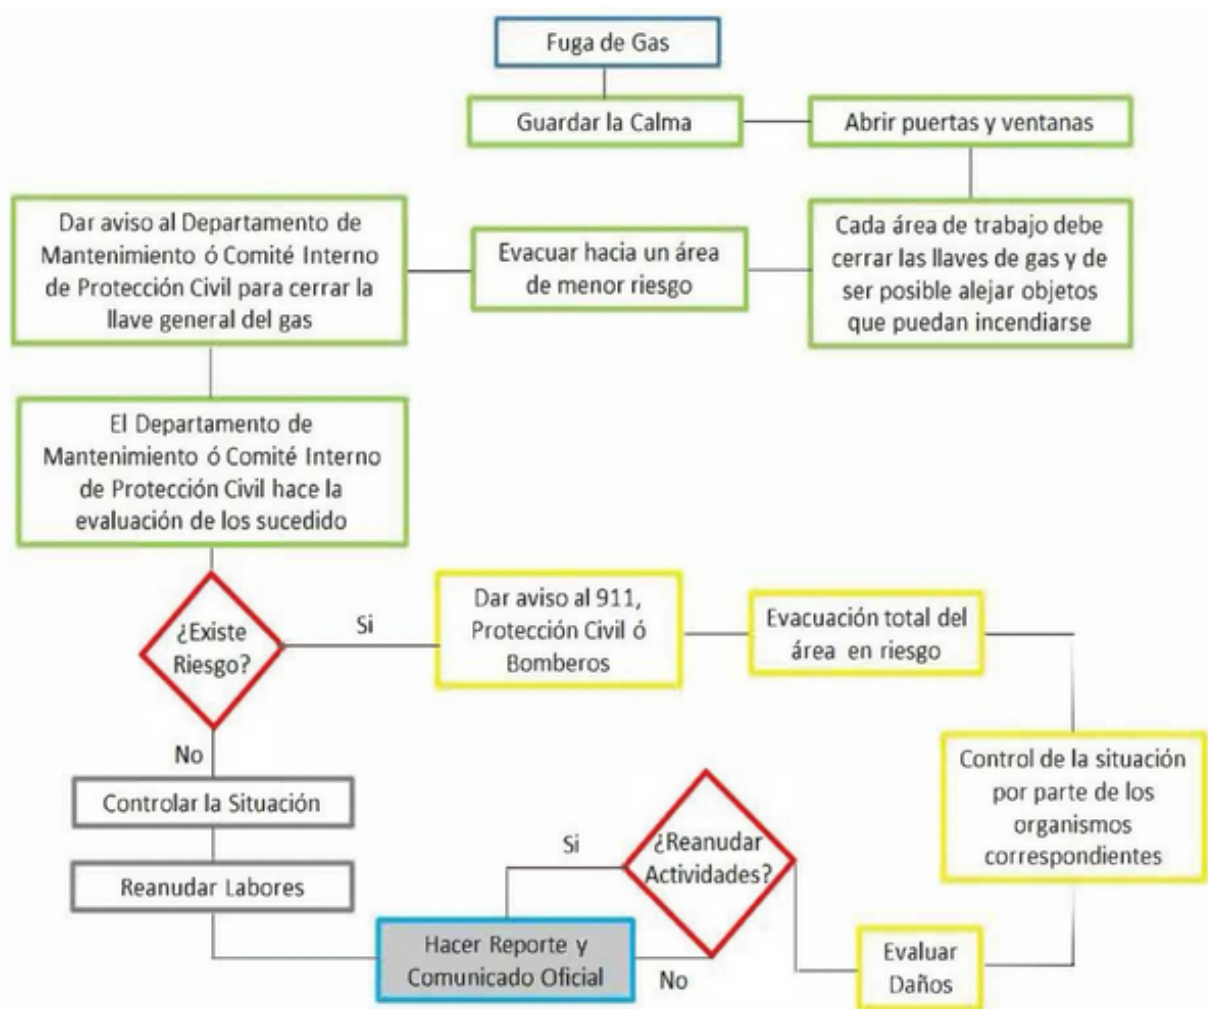 Fuga de Gas
Guardar la Calma
Abrir puertas y ventanas
Cada área de trabajo debe
cerrar las llaves de gas y de
ser posible alejar objetos
que puedan incendiarse
Evacuar hacia un área
de menor riesgo
Dar aviso al Departamento de
Mantenimiento ó Comité Interno
de Protección Civil para cerrar la
llave general del gas
El Departamento de
Mantenimiento ó Comité Interno
de Protección Civil hace la
evaluación de los sucedido
¿Existe
Riesgo?
Si
Dar aviso al 911,
Protección Civil ó
Bomberos
Evacuación total del
área en riesgo
Control de la situación
por parte de los
organismos
correspondientes
Evaluar
Daños
¿Reanudar
Actividades?
Si
No
No
Controlar la Situación
Reanudar Labores
Hacer Reporte y
Comunicado Oficial